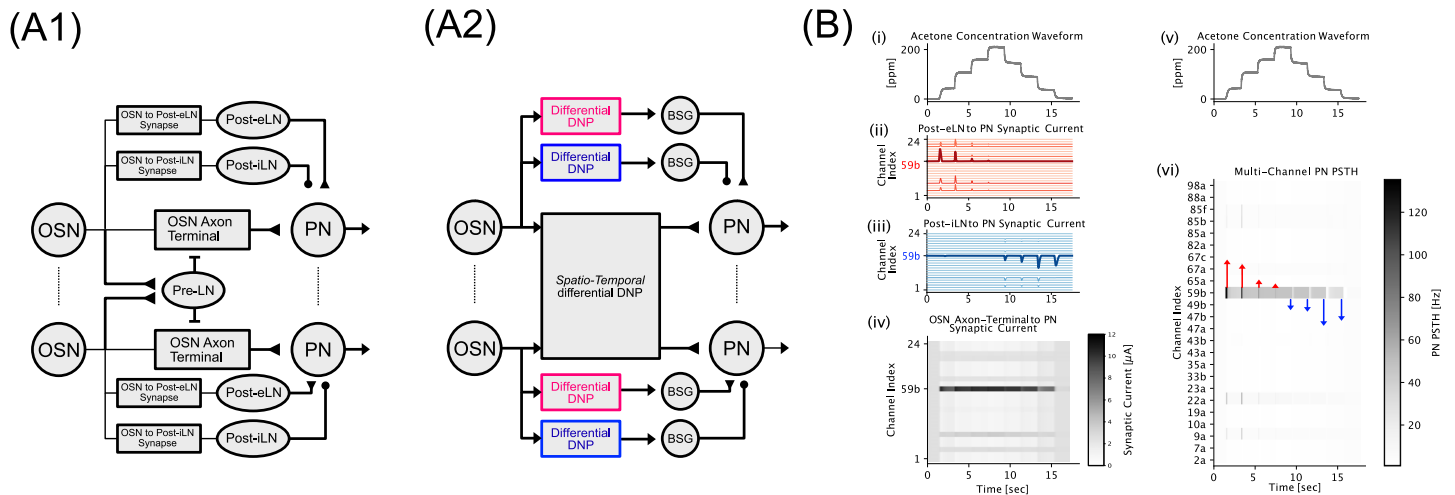 (A1)
OSN to Post-eLN
Synapse
Post-eLN
OSN to Post-iLN
Synapse
Post-iLN
OSN
OSN Axon
Terminal
PN
Pre-LN
OSN
OSN Axon
Terminal
PN
OSN to Post-eLN
Synapse
Post-eLN
OSN to Post-iLN
Synapse
Post-iLN
(A2)
Differential
DNP
BSG
Differential
DNP
BSG
OSN
PN
Spatio-Temporal
differential DNP
OSN
PN
Differential
DNP
BSG
Differential
DNP
BSG
(B)
(i)
Acetone Concentration Waveform
[ppm]
200
0
0 5 10 15
(ii)
Post-eLN to PN Synaptic Current
Channel
Index
24
59b
1
0 5 10 15
(iii)
Post-iLN to PN Synaptic Current
Channel
Index
24
59b
1
0 5 10 15
(iv)
OSN Axon-Terminal to PN
Synaptic Current
Channel Index
24
59b
1
0 5 10 15
Time [sec]
12
10
8
6
4
2
0
Synaptic Current [μA]
(v)
Acetone Concentration Waveform
[ppm]
200
0
0 5 10 15
(vi)
Multi-Channel PN PSTH
Channel Index
98a
88a
85f
85b
85a
82a
67c
67a
65a
59b
49b
47b
47a
43a
35a
33b
23a
22a
19a
10a
9a
7a
2a
0 5 10 15
Time [sec]
120
100
80
60
40
20
PN PSTH [Hz]